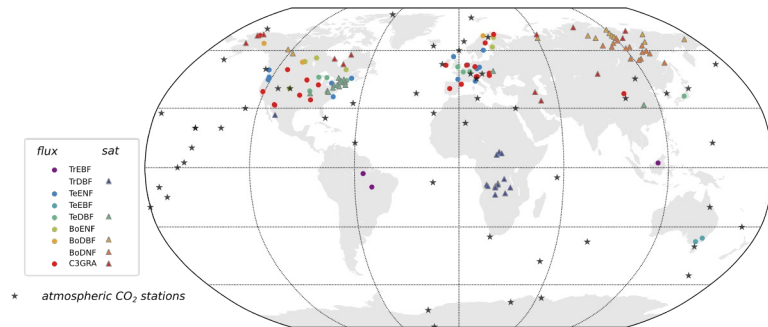 flux sat
TrEBF
TrDBF
TeENF
TeEBF
TeDBF
BoENF
BoDBF
BoDNF
C3GRA
atmospheric CO₂ stations